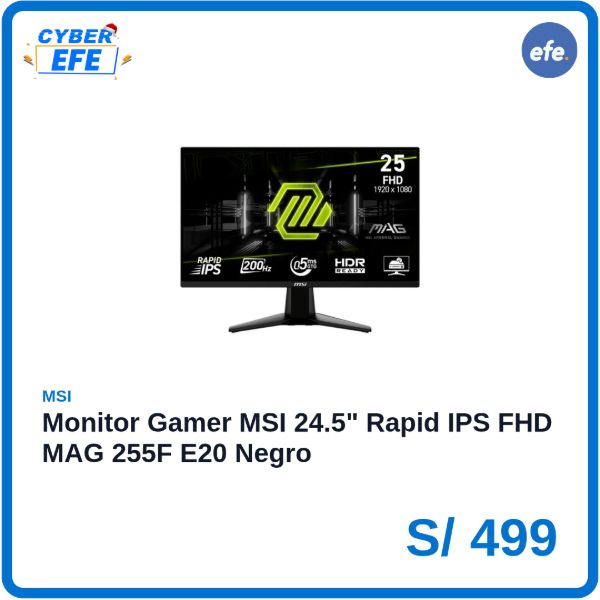 CYBER
EFE
efe.
25
FHD
1920 x 1080
MAG
RAPID
IPS
200Hz
0.5ms
GTG
HDR
READY
msi
MSI
Monitor Gamer MSI 24.5" Rapid IPS FHD
MAG 255F E20 Negro
S/ 499